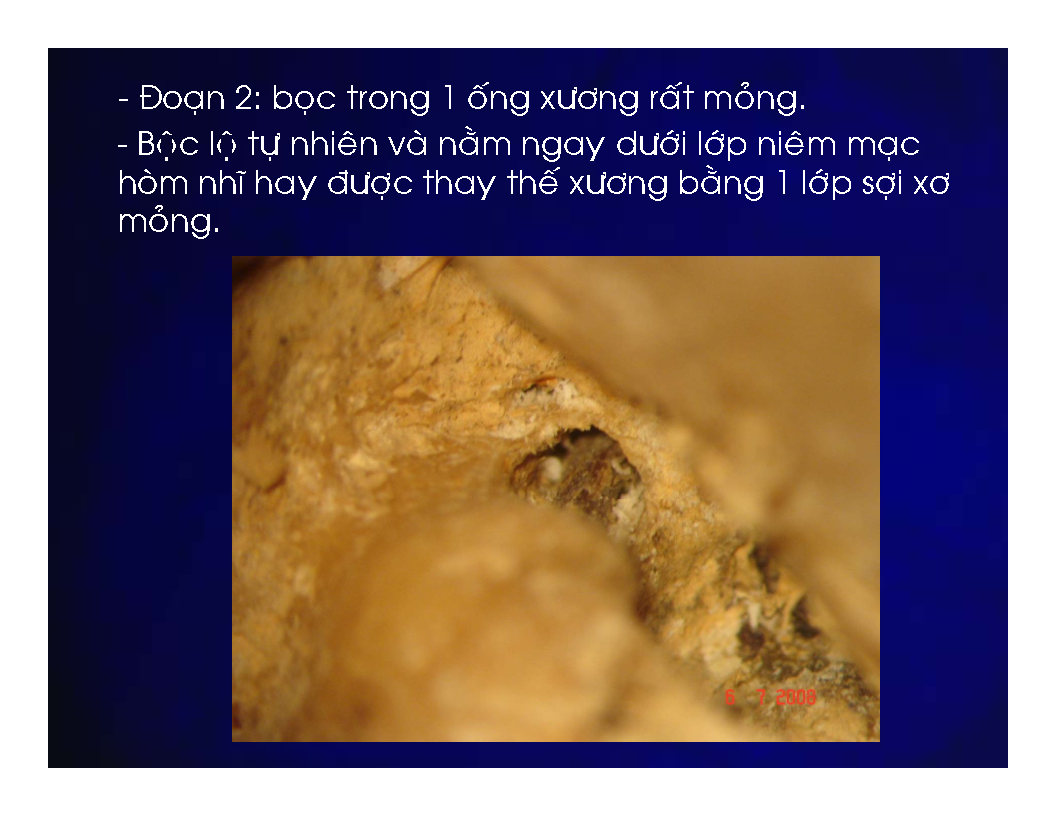 - Đoạn 2: bọc trong 1 ống xương rất mỏng.
- Bộc lộ tự nhiên và nằm ngay dưới lớp niêm mạc
hòm nhĩ hay được thay thế xương bằng 1 lớp sợi xơ
mỏng.
6 7 2008